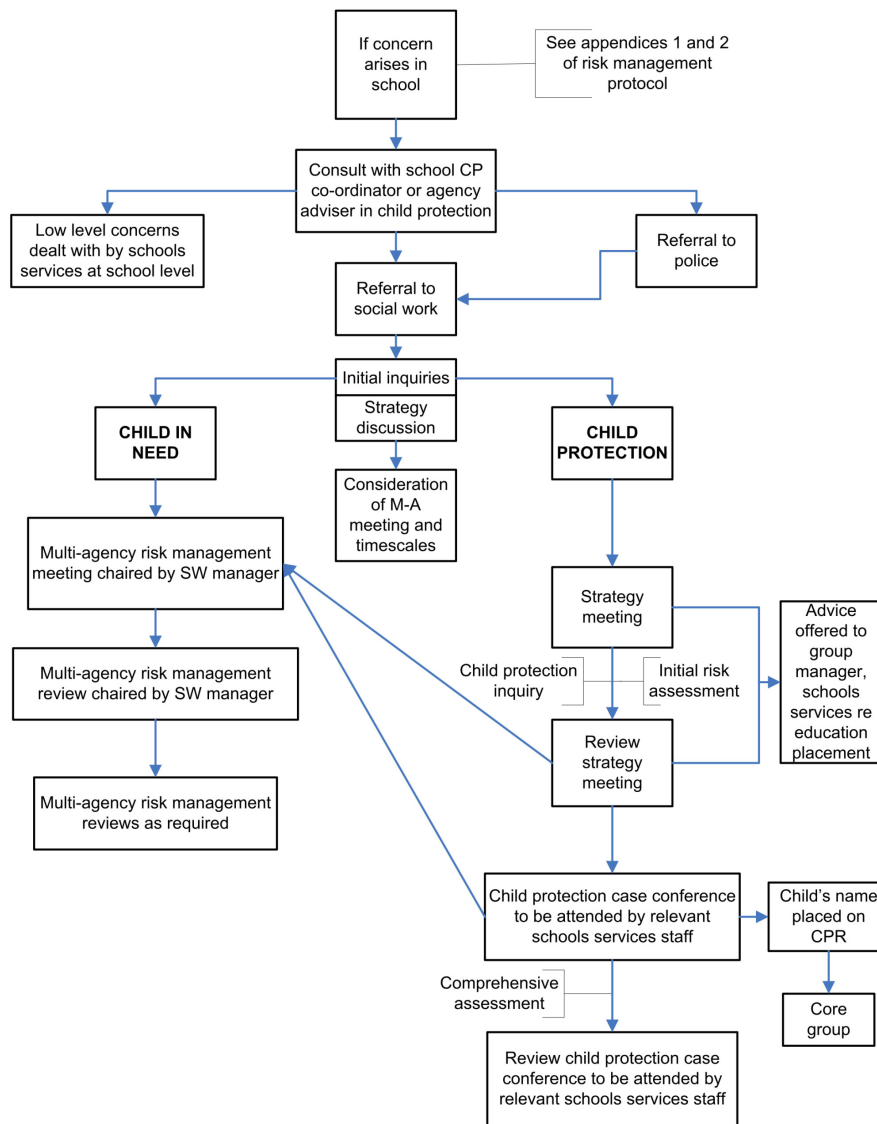 If concern
arises in
school
See appendices 1 and 2
of risk management
protocol
Consult with school CP
co-ordinator or agency
adviser in child protection
Low level concerns
dealt with by schools
services at school level
Referral to
police
Referral to
social work
Initial inquiries
Strategy
discussion
CHILD IN
NEED
CHILD
PROTECTION
Consideration
of M-A
meeting and
timescales
Multi-agency risk management
meeting chaired by SW manager
Strategy
meeting
Advice
offered to
group
manager,
schools
services re
education
placement
Multi-agency risk management
review chaired by SW manager
Child protection
inquiry
Initial risk
assessment
Review
strategy
meeting
Multi-agency risk management
reviews as required
Child protection case conference
to be attended by relevant
schools services staff
Child’s name
placed on
CPR
Comprehensive
assessment
Core
group
Review child protection case
conference to be attended by
relevant schools services staff